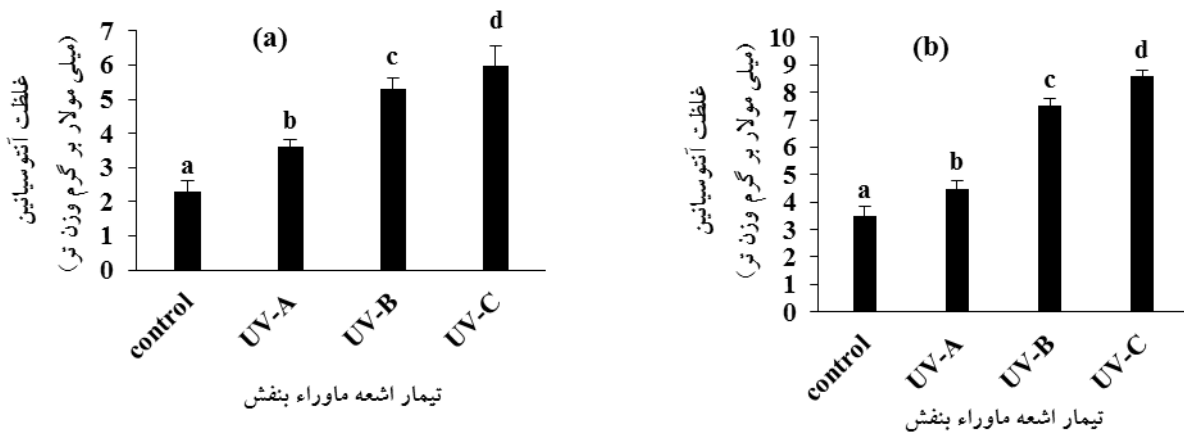 (a)
غلظت آنتوسیانین
(میلی مولار بر گرم وزن تر)
7
6
5
4
3
2
1
0
a
b
c
d
control
UV-A
UV-B
UV-C
تیمار اشعه ماوراء بنفش
(b)
غلظت آنتوسیانین
(میلی مولار بر گرم وزن تر)
10
9
8
7
6
5
4
3
2
1
0
a
b
c
d
control
UV-A
UV-B
UV-C
تیمار اشعه ماوراء بنفش